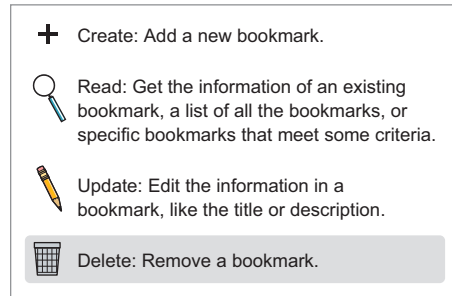 Create: Add a new bookmark.
Read: Get the information of an existing
bookmark, a list of all the bookmarks, or
specific bookmarks that meet some criteria.
Update: Edit the information in a
bookmark, like the title or description.
Delete: Remove a bookmark.